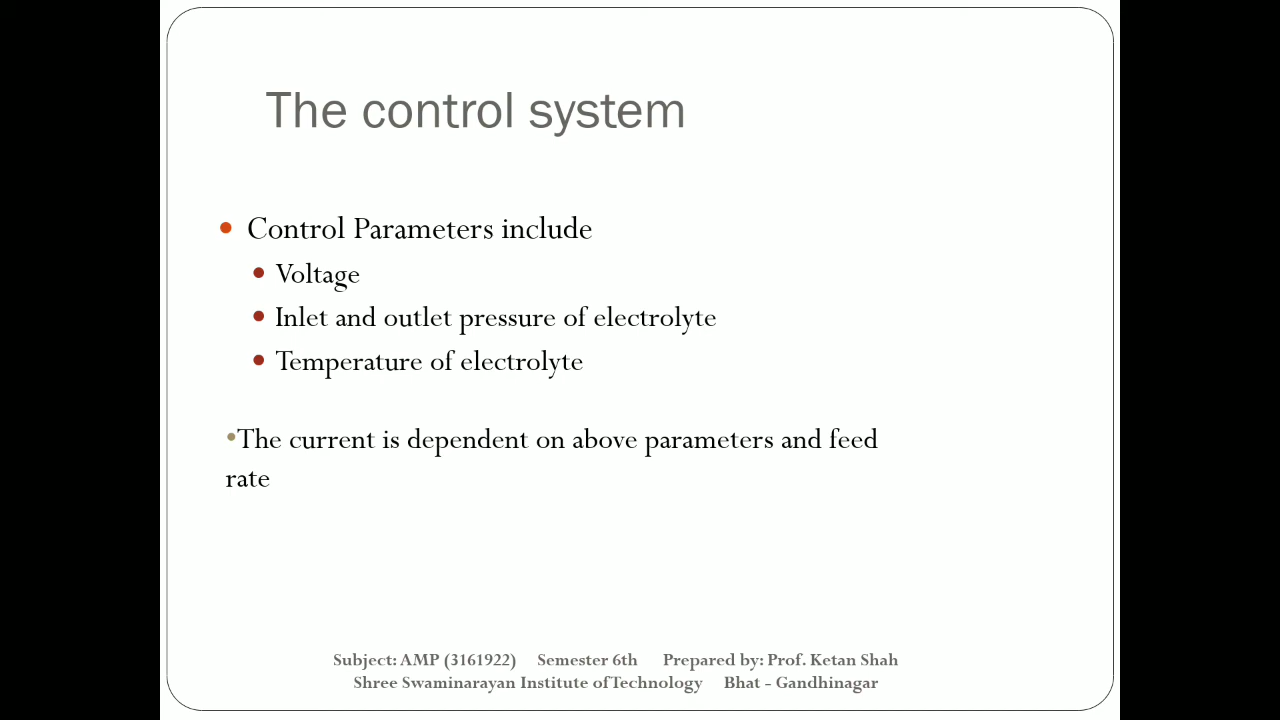 The control system
• Control Parameters include
• Voltage
• Inlet and outlet pressure of electrolyte
• Temperature of electrolyte
•The current is dependent on above parameters and feed
rate
Subject: AMP (3161922) Semester 6th Prepared by: Prof. Ketan Shah
Shree Swaminarayan Institute of Technology Bhat - Gandhinagar